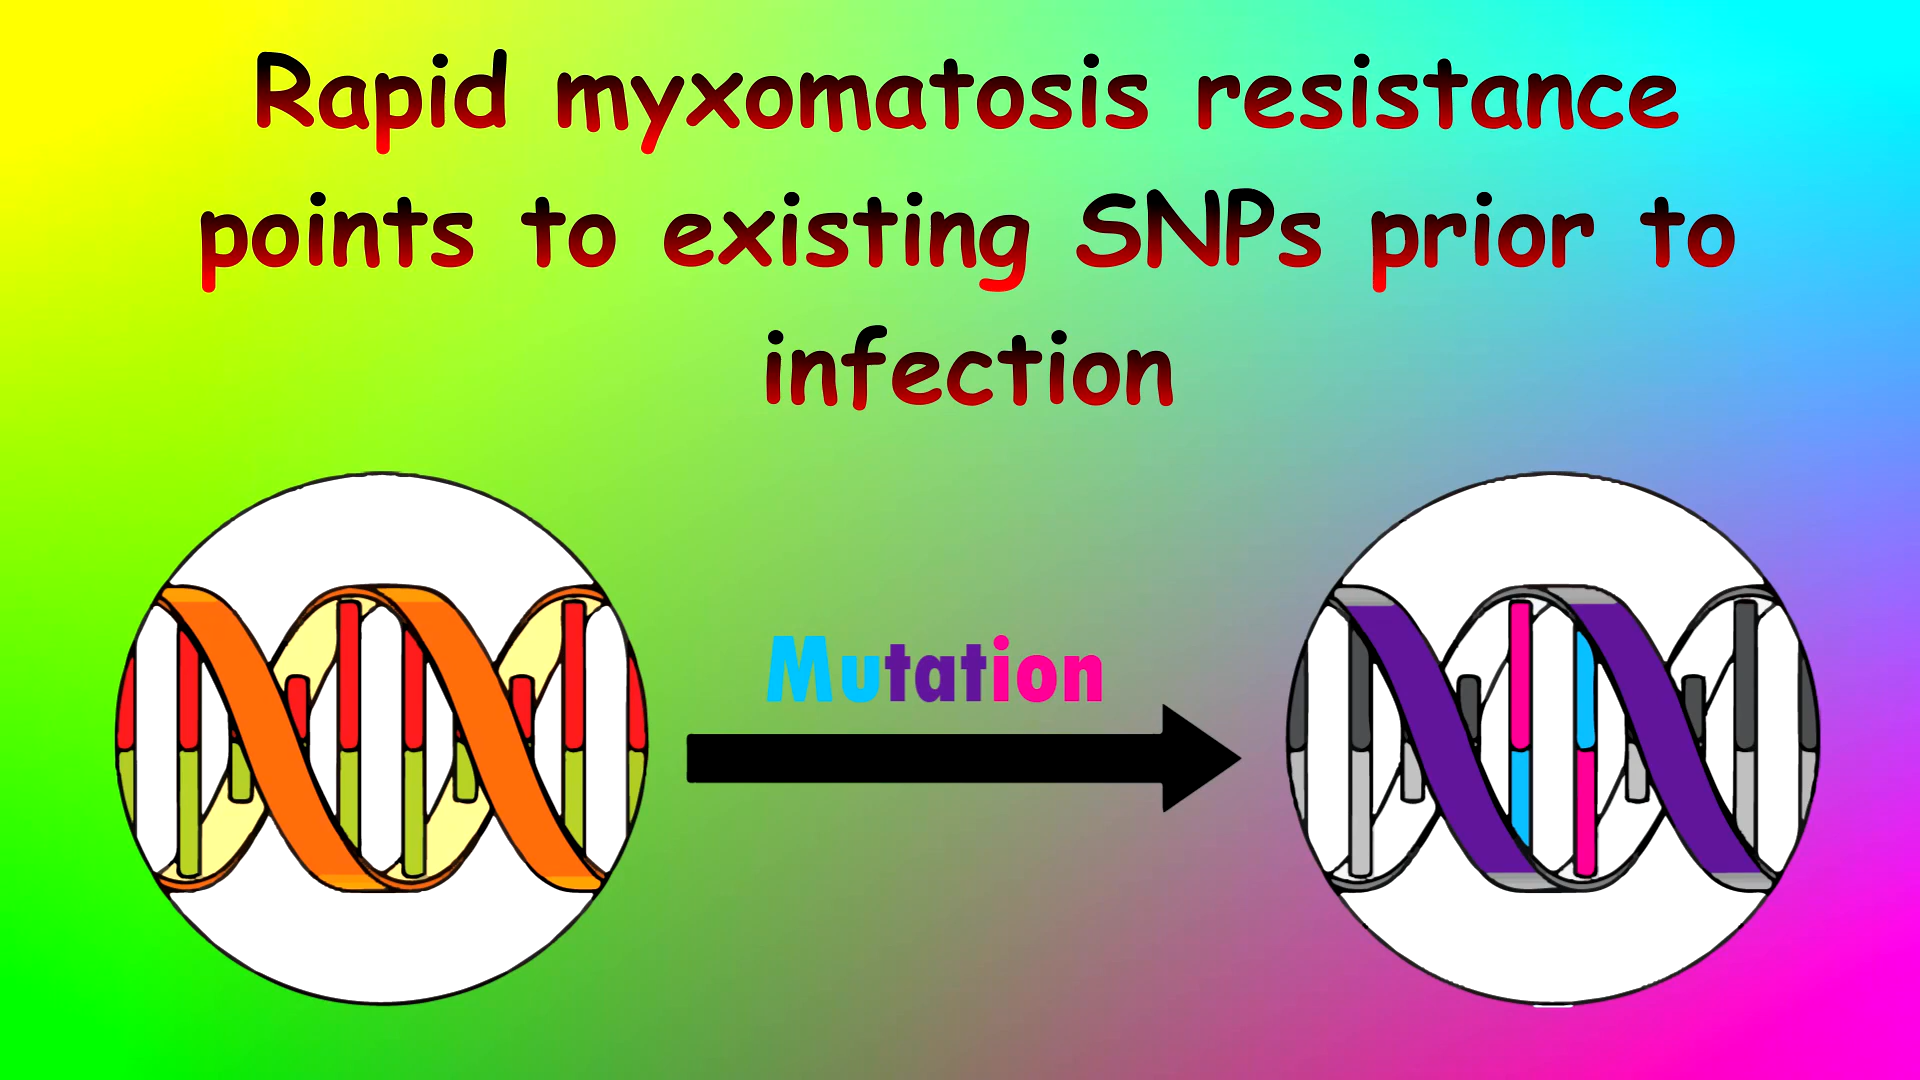 Rapid myxomatosis resistance
points to existing SNPs prior to
infection
Mutation